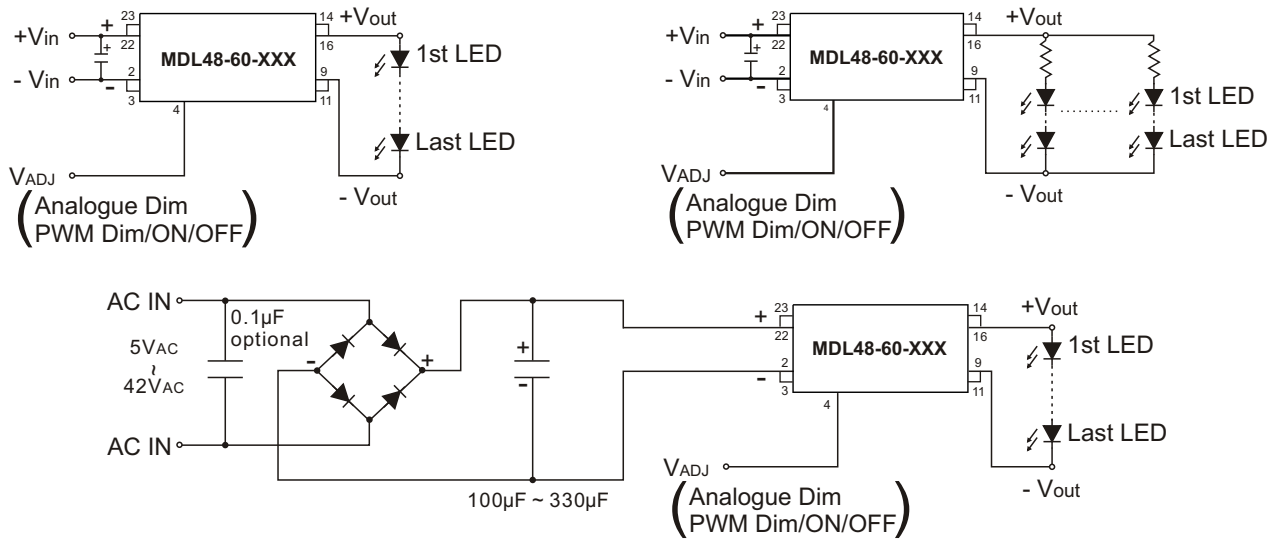 23
14
+Vout
+
+Vin
22
+
MDL48-60-XXX
16
1st LED
- Vin
2
9
-
3
11
4
Last LED
VADJ
- Vout
(Analogue Dim
PWM Dim/ON/OFF)
23
14
+Vout
+
+Vin
22
+
MDL48-60-XXX
16
- Vin
2
9
-
3
11
1st LED
4
Last LED
VADJ
- Vout
(Analogue Dim
PWM Dim/ON/OFF)
AC IN
0.1µF
optional
5VAC
~
42VAC
AC IN
-
+
+
-
100µF ~ 330µF
23
14
+Vout
+
22
16
MDL48-60-XXX
1st LED
2
9
-
3
11
4
Last LED
VADJ
- Vout
(Analogue Dim
PWM Dim/ON/OFF)